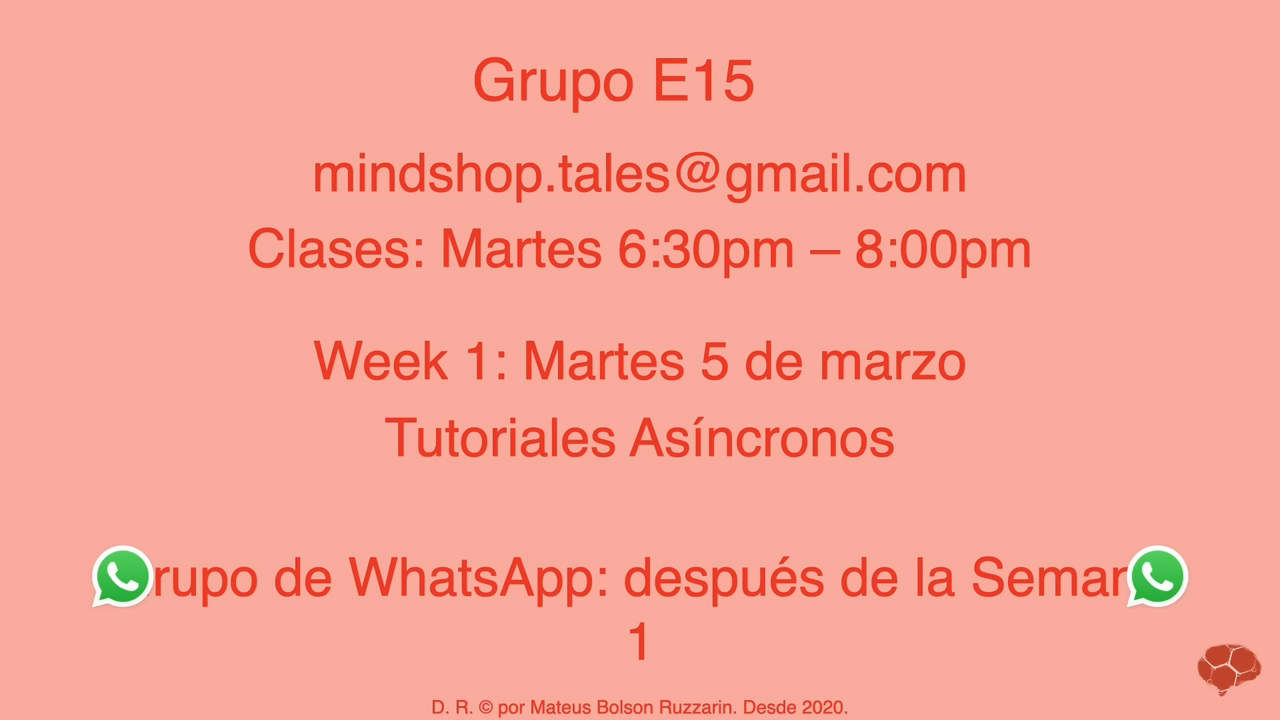 Grupo E15
mindshop.tales@gmail.com
Clases: Martes 6:30pm – 8:00pm
Week 1: Martes 5 de marzo
Tutoriales Asíncronos
rupo de WhatsApp: después de la Semar
1
D. R. © por Mateus Bolson Ruzzarin. Desde 2020.